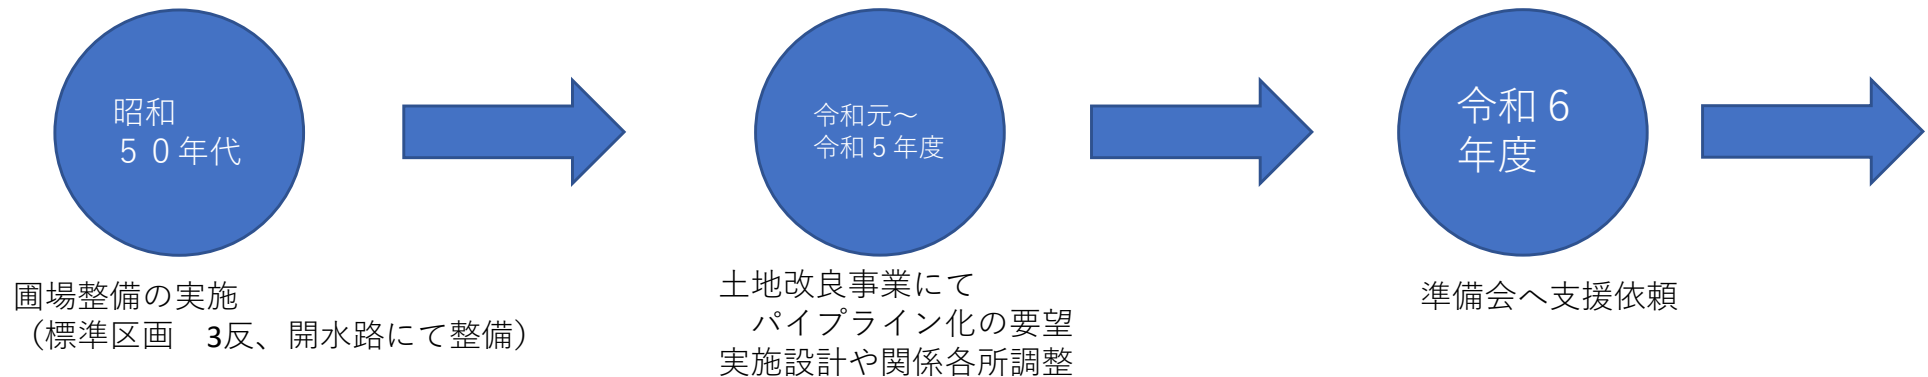 昭和
５０年代
圃場整備の実施
（標準区画　3反、開水路にて整備）
令和元～
令和５年度
土地改良事業にて
パイプライン化の要望
実施設計や関係各所調整
令和６
年度
準備会へ支援依頼